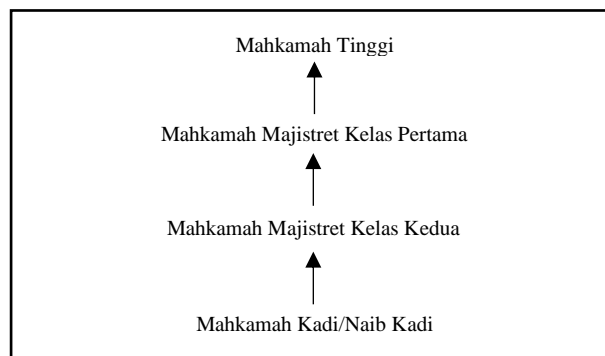 Mahkamah Tinggi
Mahkamah Majistret Kelas Pertama
Mahkamah Majistret Kelas Kedua
Mahkamah Kadi/Naib Kadi